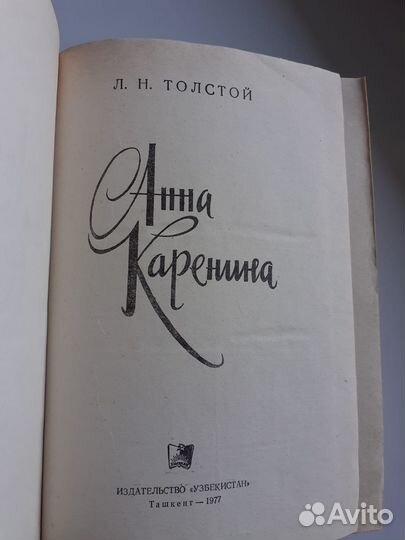 Л. Н. ТОЛСТОЙ
Анна
Каренина
ИЗДАТЕЛЬСТВО «УЗБЕКИСТАН»
Ташкент — 1977
Avito